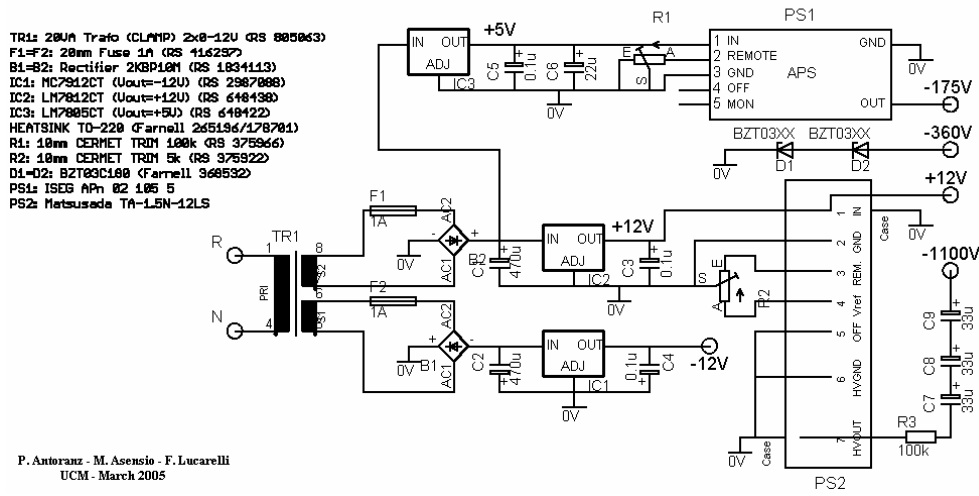 TR1: 20VA Trafo (CLAMP) 2x0-12V (RS 805063)
F1=F2: 20mm Fuse 1A (RS 416297)
B1=B2: Rectifier 2KBP10M (RS 1834113)
IC1: MC7912CT (Vout=-12V) (RS 2987088)
IC2: LM7812CT (Vout=+12V) (RS 648438)
IC3: LM7805CT (Vout=+5V) (RS 648422)
HEATSINK TO-220 (Farnell 265196/178701)
R1: 10mm CERMET TRIM 100k (RS 375966)
R2: 10mm CERMET TRIM 5k (RS 375922)
D1=D2: BZT03C180 (Farnell 368532)
PS1: ISEG APn 02 105 5
PS2: Matsusada TA-1.5N-12LS
IN OUT
ADJ
IC3
+5V
C5
0.1u
C6
22u
0V
R1
E A
S
PS1
1 IN
2 REMOTE
3 GND
4 OFF
5 MON
APS
GND
OUT
0V
-175V
BZT03XX BZT03XX
-360V
0V
D1 D2
+12V
R
N
TR1
1
4
PRI
8
S2
S1
F1
1A
F2
1A
AC2
AC1
- +
0V
B2
C1
470u
IN OUT
ADJ
IC2
+12V
C3
0.1u
0V
0V
AC2
AC1
+ -
0V
B1
C2
470u
IN OUT
ADJ
IC1
0V
0.1u
C4
-12V
S E
A
R2
1 IN
2 GND
3 REM.
4 Vref
5 OFF
6 HVGND
7 HVOUT
Case
0V
Case
0V
PS2
-1100V
C9
33u
C8
33u
C7
33u
R3
100k
P. Antoranz - M. Asensio - F. Lucarelli
UCM - March 2005